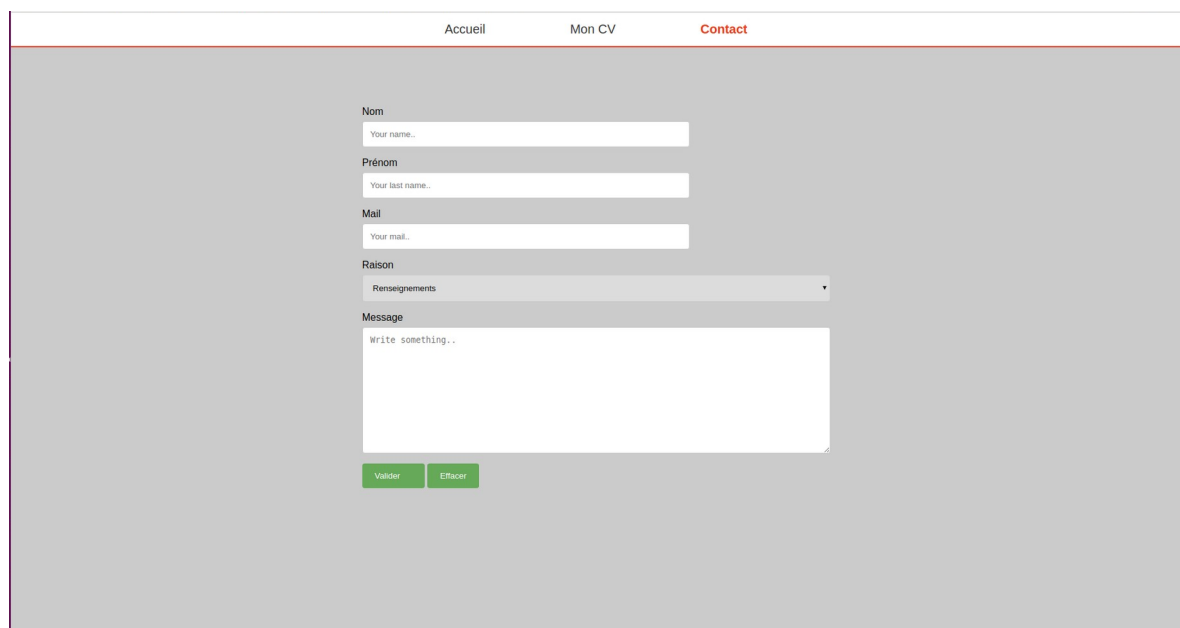 Accueil Mon CV Contact
Nom
Your name..
Prénom
Your last name..
Mail
Your mail..
Raison
Renseignements
Message
Write something..
Valider Effacer